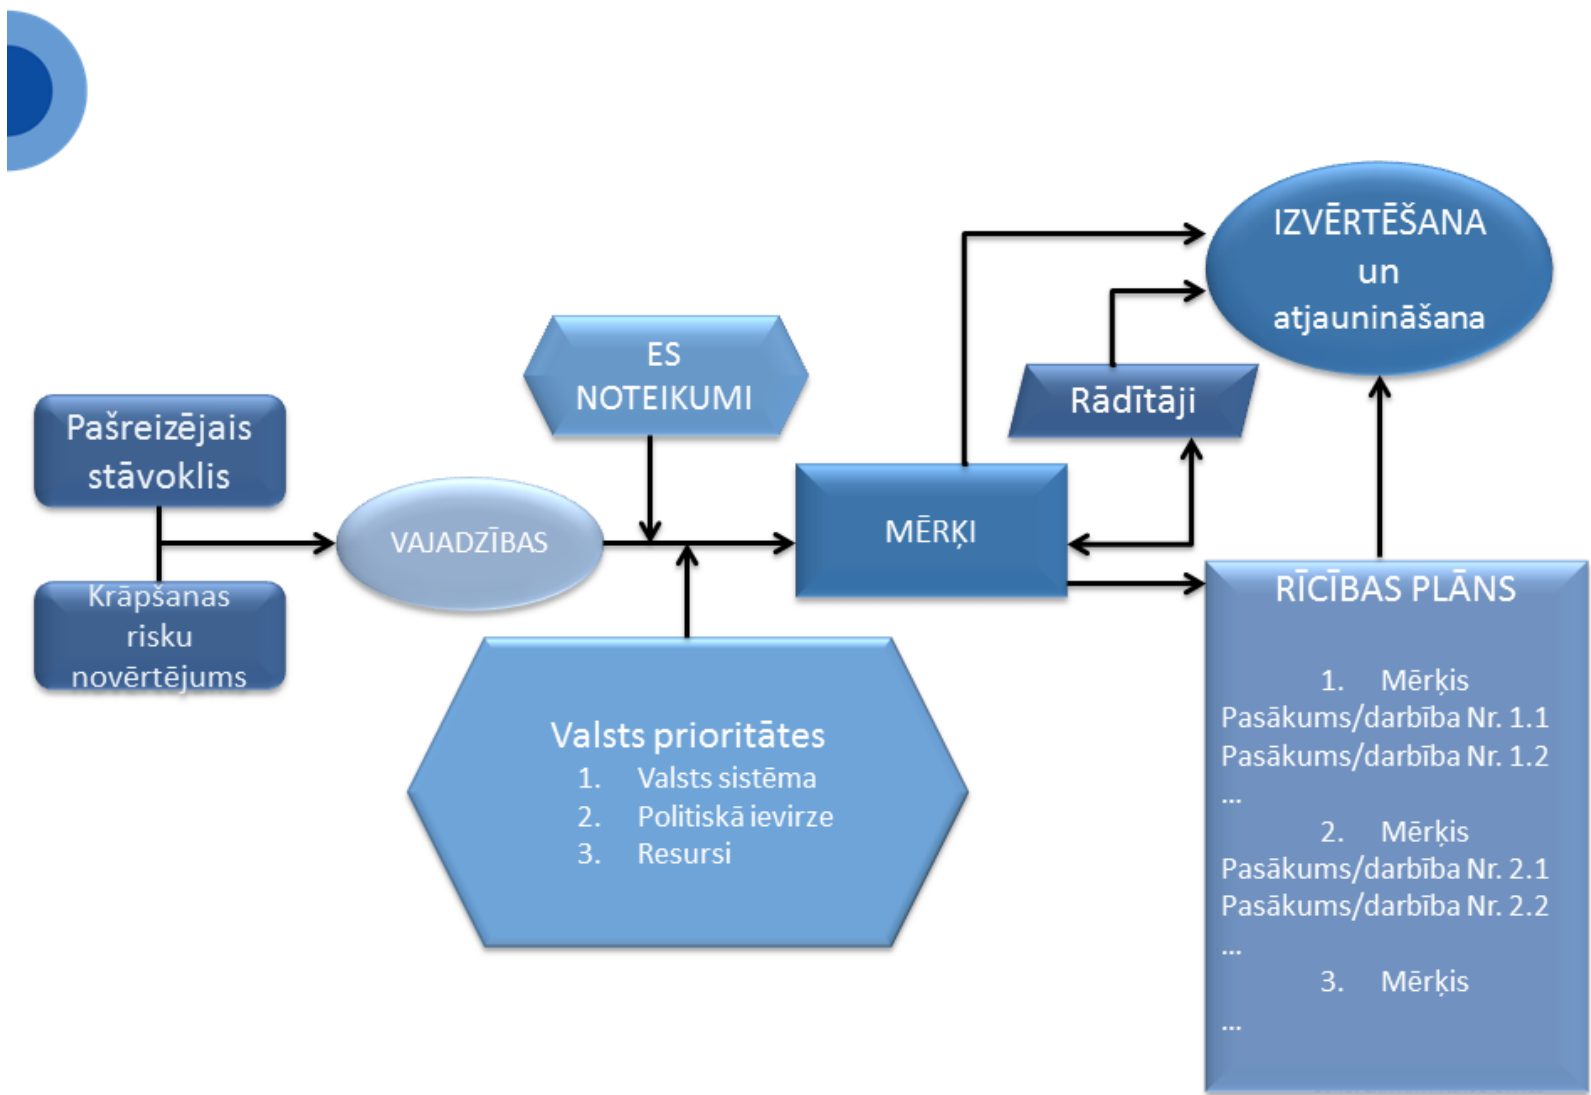 Pašreizējais
stāvoklis
Krāpšanas
risku
novērtējums
VAJADZĪBAS
ES
NOTEIKUMI
Valsts prioritātes
1. Valsts sistēma
2. Politiskā ievirze
3. Resursi
MĒRĶI
Rādītāji
IZVĒRTĒŠANA
un
atjaunināšana
RĪCĪBAS PLĀNS
1. Mērķis
Pasākums/darbība Nr. 1.1
Pasākums/darbība Nr. 1.2
...
2. Mērķis
Pasākums/darbība Nr. 2.1
Pasākums/darbība Nr. 2.2
...
3. Mērķis
...